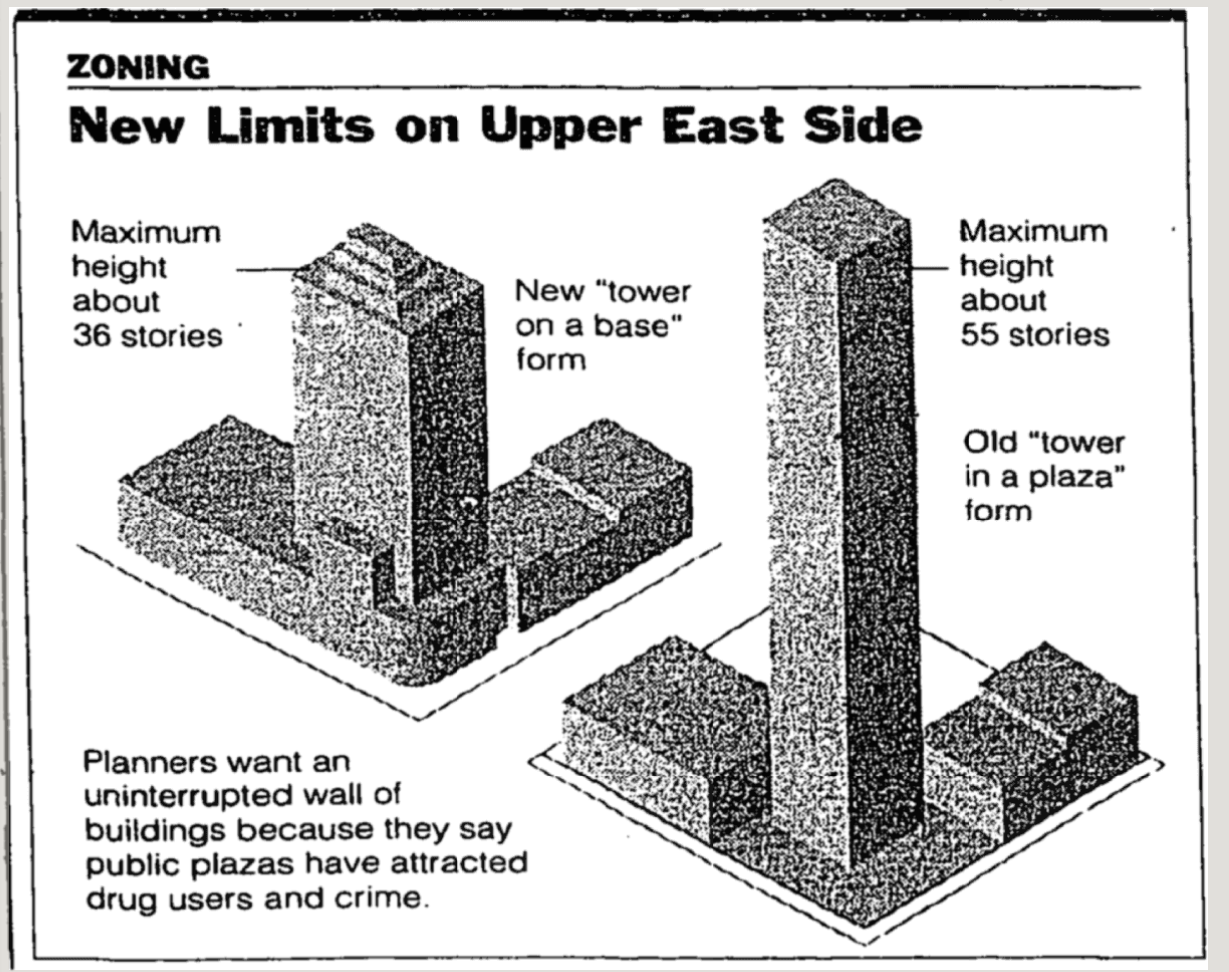 ZONING
New Limits on Upper East Side
Maximum
height
about
36 stories
New "tower
on a base"
form
Maximum
height
about
55 stories
Old "tower
in a plaza"
form
Planners want an
uninterrupted wall of
buildings because they say
public plazas have attracted
drug users and crime.